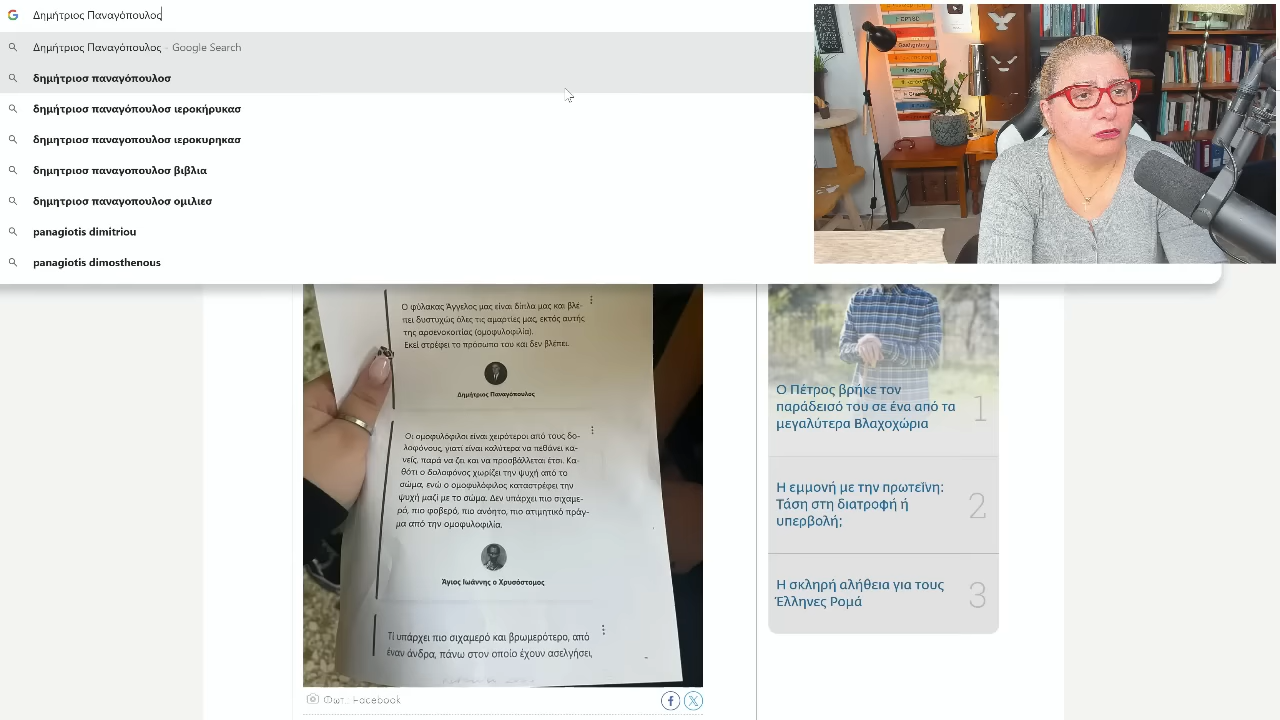 Δημήτριος Παναγόπουλος
Δημήτριος Παναγόπουλος - Google Search
δημήτριοσ παναγόπουλοσ
δημήτριοσ παναγόπουλοσ ιεροκήρυκασ
δημητριοσ παναγοπουλοσ ιεροκυρηκασ
δημητριοσ παναγοπουλοσ βιβλια
δημητριοσ παναγοπουλοσ ομιλιεσ
panagiotis dimitriou
panagiotis dimosthenous
Gaslighting
Ο φύλακας Άγγελος μας είναι δίπλα μας και βλέ-
πει δυστυχώς όλες τις αμαρτίες μας, εκτός αυτής
της αρσενοκοιτίας (ομοφυλοφιλία).
Εκεί στρέφει το πρόσωπο του και δεν βλέπει.
Δημήτριος Παναγόπουλος
Οι ομοφυλόφιλοι είναι χειρότεροι από τους δο-
λοφόνους, γιατί είναι καλύτερα να πεθάνει κα-
νείς, παρά να ζει και να προσβάλλεται έτσι. Κα-
θότι ο δολοφόνος χωρίζει την ψυχή από το
σώμα, ενώ ο ομοφυλόφιλος καταστρέφει την
ψυχή μαζί με το σώμα. Δεν υπάρχει πιο σιχαμε-
ρό, πιο φοβερό, πιο ανόητο, πιο ατιμητικό πράγ-
μα από την ομοφυλοφιλία.
Άγιος Ιωάννης ο Χρυσόστομος
Τί υπάρχει πιο σιχαμερό και βρωμερότερο, από
έναν άνδρα, πάνω στον οποίο έχουν ασελγήσει,
Φωτ.: Facebook
Ο Πέτρος βρήκε τον
παράδεισό του σε ένα από τα
μεγαλύτερα Βλαχοχώρια
1
Η εμμονή με την πρωτεΐνη:
Τάση στη διατροφή ή
υπερβολή;
2
Η σκληρή αλήθεια για τους
Έλληνες Ρομά
3